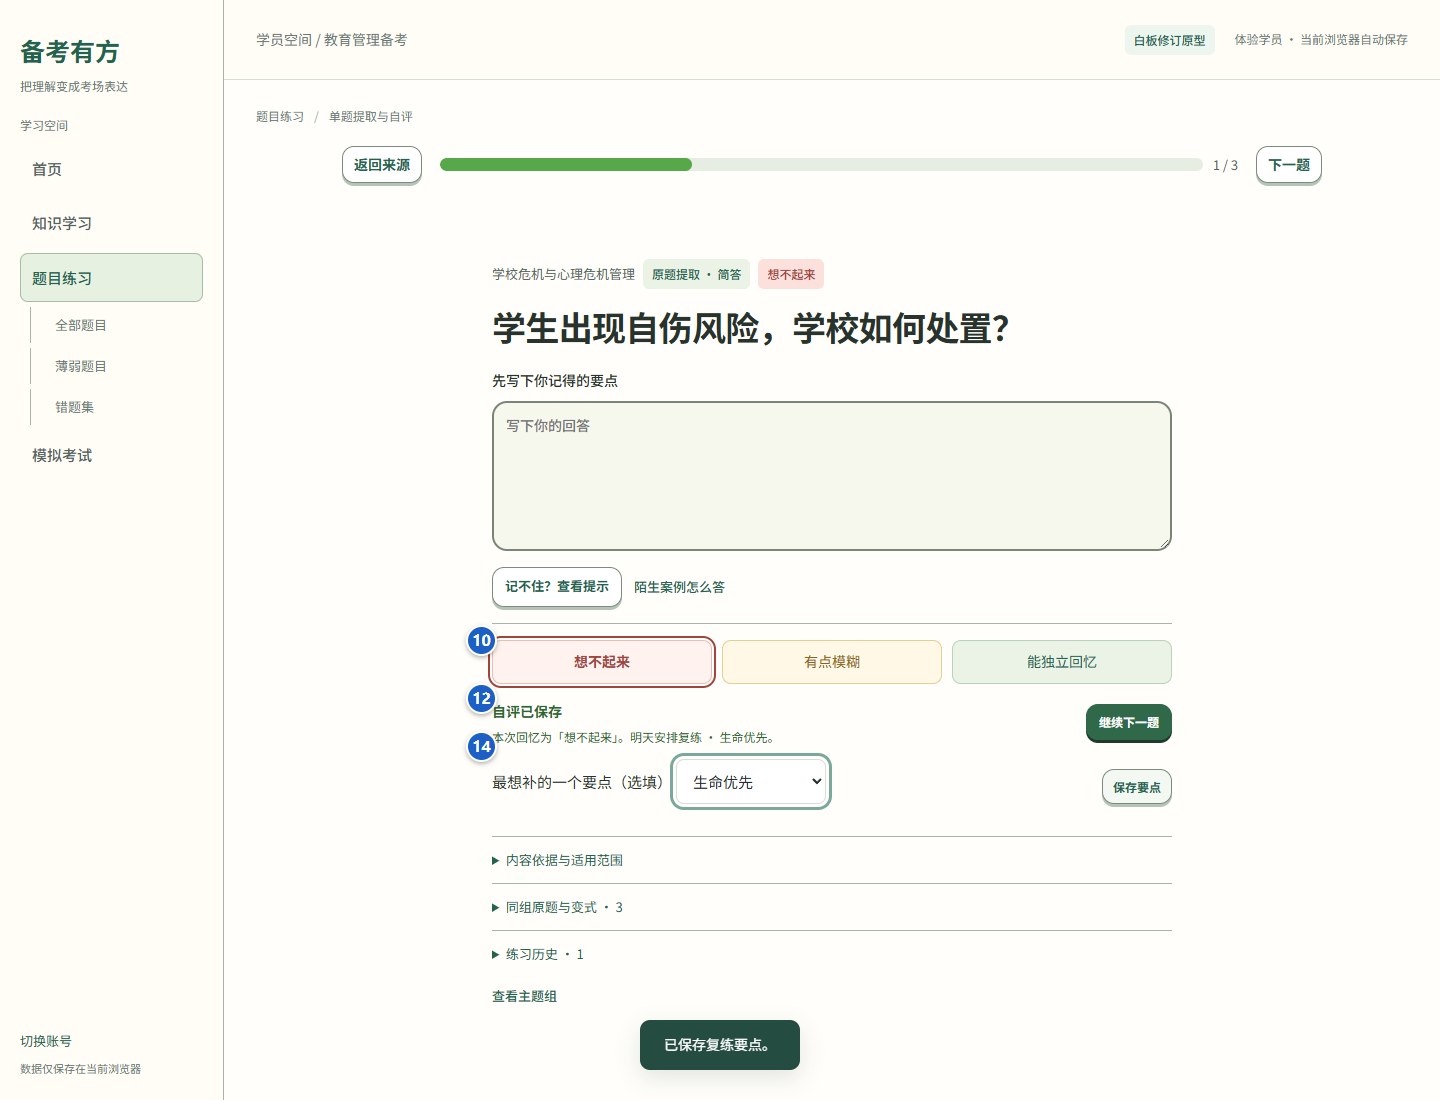 备考有方
把理解变成考场表达
学习空间
首页
知识学习
题目练习
全部题目
薄弱题目
错题集
模拟考试
切换账号
数据仅保存在当前浏览器
学员空间 / 教育管理备考
白板修订原型
体验学员 · 当前浏览器自动保存
题目练习 / 单题提取与自评
返回来源
1 / 3
下一题
学校危机与心理危机管理
原题提取 · 简答
想不起来
学生出现自伤风险，学校如何处置？
先写下你记得的要点
写下你的回答
记不住？查看提示
陌生案例怎么答
10
想不起来
有点模糊
能独立回忆
12
自评已保存
继续下一题
14
本次回忆为「想不起来」。明天安排复练 · 生命优先。
最想补的一个要点（选填）
生命优先
保存要点
内容依据与适用范围
同组原题与变式 · 3
练习历史 · 1
查看主题组
已保存复练要点。